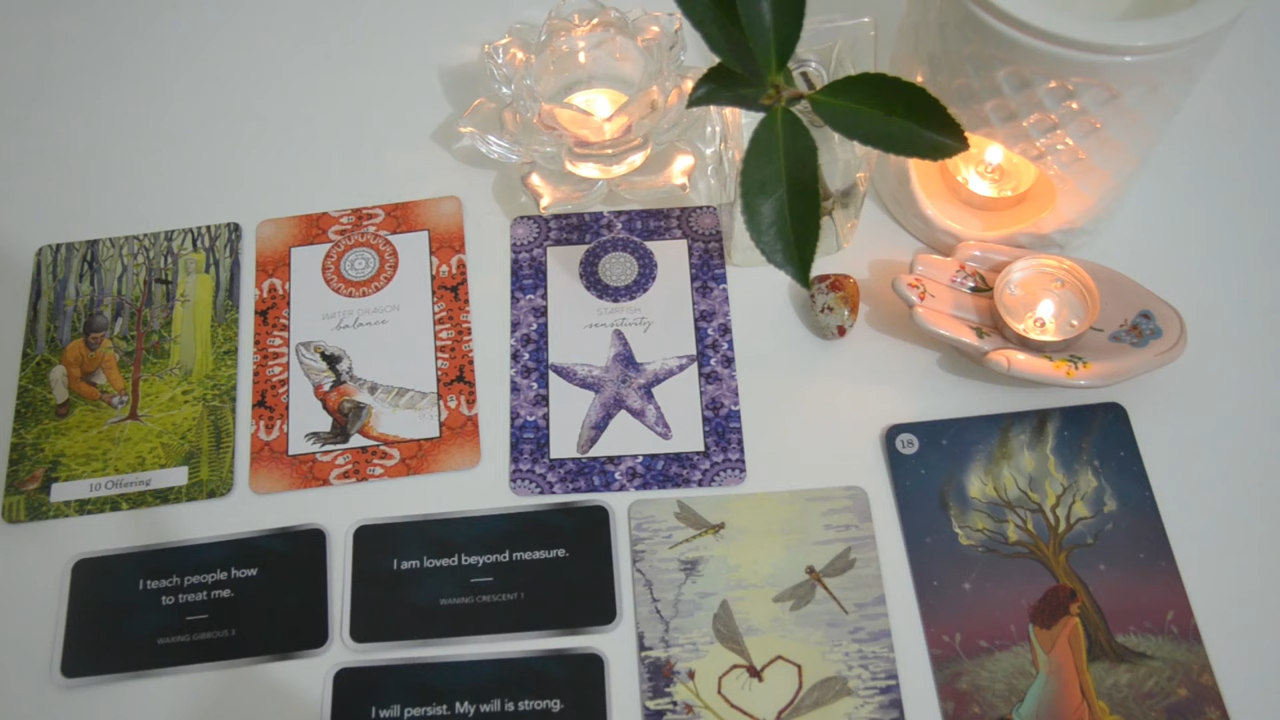 10 Offering
WATER DRAGON
balance
STARFISH
sensitivity
18
I teach people how
to treat me.
WAXING GIBBOUS 3
I am loved beyond measure.
WANING CRESCENT 1
I will persist. My will is strong.